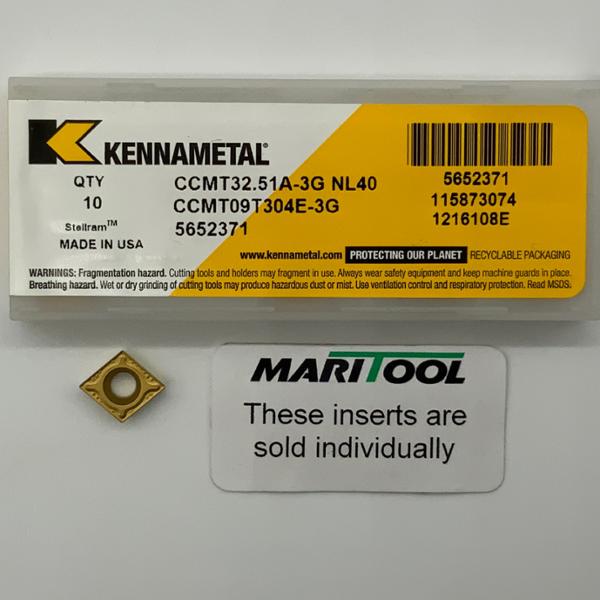 KENNAMETAL®
QTY
10
Stellram™
MADE IN USA
CCMT32.51A-3G NL40
CCMT09T304E-3G
5652371
5652371
115873074
1216108E
www.kennametal.com PROTECTING OUR PLANET RECYCLABLE PACKAGING
WARNINGS: Fragmentation hazard. Cutting tools and holders may fragment in use. Always wear safety equipment and keep machine guards in place.
Breathing hazard. Wet or dry grinding of cutting tools may produce hazardous dust or mist. Use ventilation control and respiratory protection. Read MSDS.
MARITOOL
These inserts are
sold individually